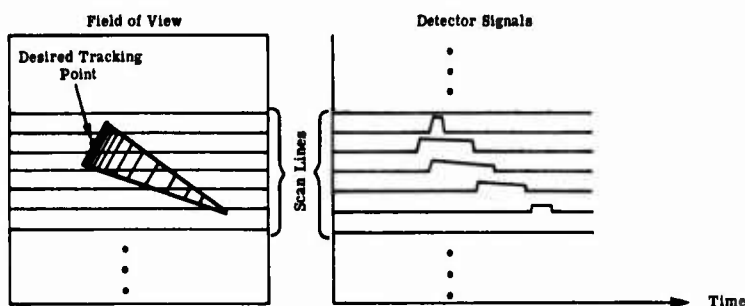 Field of View
Detector Signals
Desired Tracking
Point
Scan Lines
Time